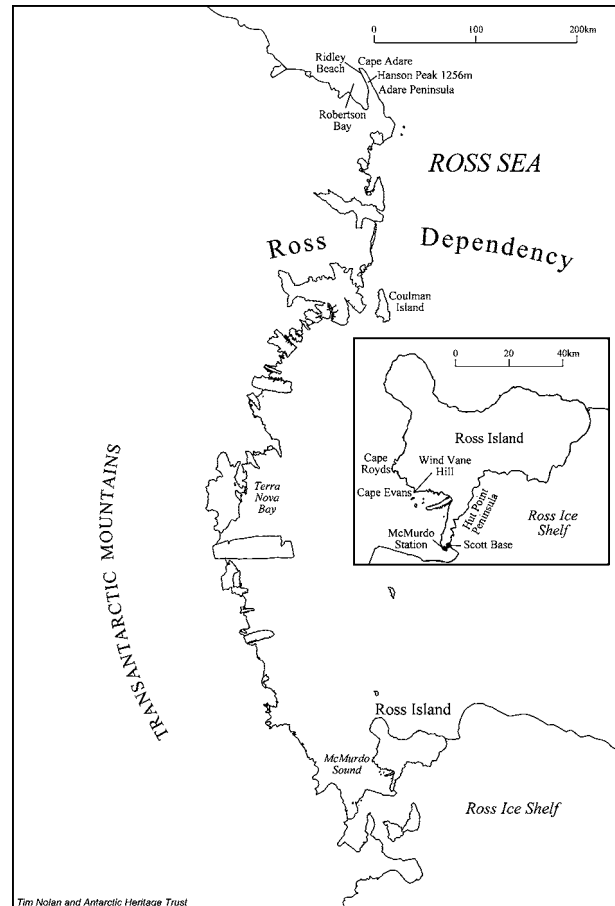 0 100 200km
Ridley
Beach
Cape Adare
Hanson Peak 1256m
Adare Peninsula
Robertson
Bay
ROSS SEA
Ross Dependency
Coulman
Island
0 20 40km
Ross Island
Cape
Royds
Wind Vane
Hill
Cape Evans
Hut Point
Peninsula
McMurdo
Station
Scott Base
Ross Ice
Shelf
Terra
Nova
Bay
TRANSANTARCTIC MOUNTAINS
Ross Island
McMurdo
Sound
Ross Ice Shelf
Tim Nolan and Antarctic Heritage Trust